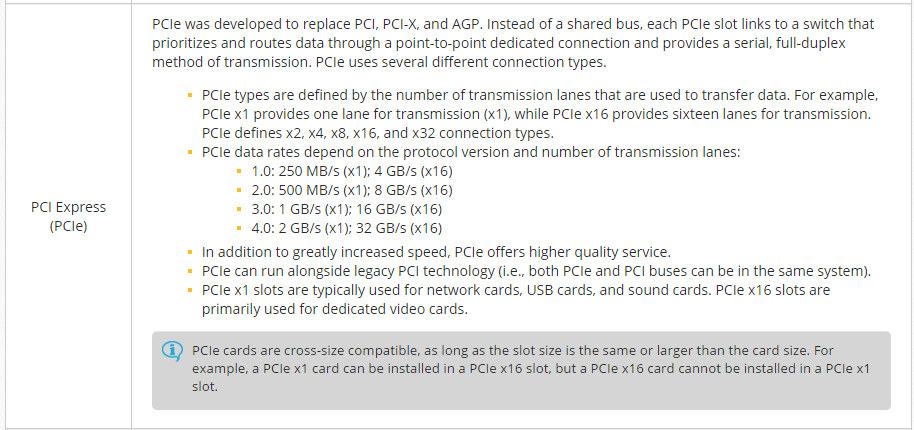 PCI Express
(PCIe)
PCIe was developed to replace PCI, PCI-X, and AGP. Instead of a shared bus, each PCIe slot links to a switch that
prioritizes and routes data through a point-to-point dedicated connection and provides a serial, full-duplex
method of transmission. PCIe uses several different connection types.
PCIe types are defined by the number of transmission lanes that are used to transfer data. For example,
PCIe x1 provides one lane for transmission (x1), while PCIe x16 provides sixteen lanes for transmission.
PCIe defines x2, x4, x8, x16, and x32 connection types.
PCIe data rates depend on the protocol version and number of transmission lanes:
1.0: 250 MB/s (x1); 4 GB/s (x16)
2.0: 500 MB/s (x1); 8 GB/s (x16)
3.0: 1 GB/s (x1); 16 GB/s (x16)
4.0: 2 GB/s (x1); 32 GB/s (x16)
In addition to greatly increased speed, PCIe offers higher quality service.
PCIe can run alongside legacy PCI technology (i.e., both PCIe and PCI buses can be in the same system).
PCIe x1 slots are typically used for network cards, USB cards, and sound cards. PCIe x16 slots are
primarily used for dedicated video cards.
PCIe cards are cross-size compatible, as long as the slot size is the same or larger than the card size. For
example, a PCIe x1 card can be installed in a PCIe x16 slot, but a PCIe x16 card cannot be installed in a PCIe x1
slot.